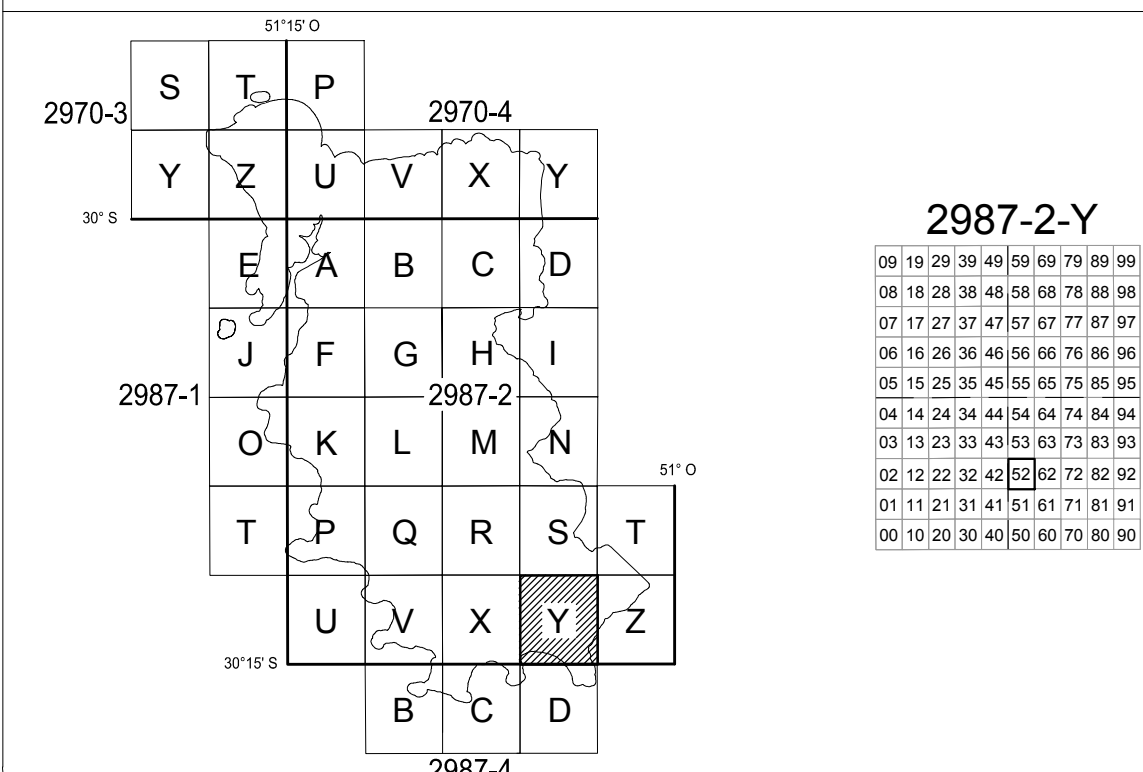 51°15' O
S T P
2970-3 2970-4
Y Z U V X Y
30° S
E A B C D
J F G H I
2987-1 2987-2
O K L M N
51° O
T P Q R S T
U V X Y Z
30°15' S
B C D
2987-4
2987-2-Y
09 19 29 39 49 59 69 79 89 99
08 18 28 38 48 58 68 78 88 98
07 17 27 37 47 57 67 77 87 97
06 16 26 36 46 56 66 76 86 96
05 15 25 35 45 55 65 75 85 95
04 14 24 34 44 54 64 74 84 94
03 13 23 33 43 53 63 73 83 93
02 12 22 32 42 52 62 72 82 92
01 11 21 31 41 51 61 71 81 91
00 10 20 30 40 50 60 70 80 90